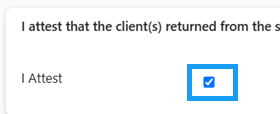 I attest that the client(s) returned from the
I Attest